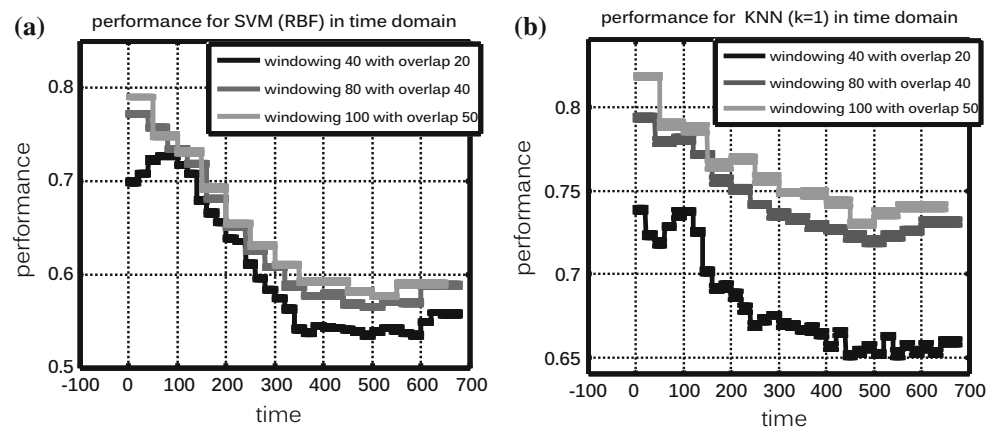 (a)
performance for SVM (RBF) in time domain
windowing 40 with overlap 20
windowing 80 with overlap 40
windowing 100 with overlap 50
performance
0.8
0.7
0.6
0.5
-100 0 100 200 300 400 500 600 700
time
(b)
performance for KNN (k=1) in time domain
windowing 40 with overlap 20
windowing 80 with overlap 40
windowing 100 with overlap 50
performance
0.8
0.75
0.7
0.65
-100 0 100 200 300 400 500 600 700
time